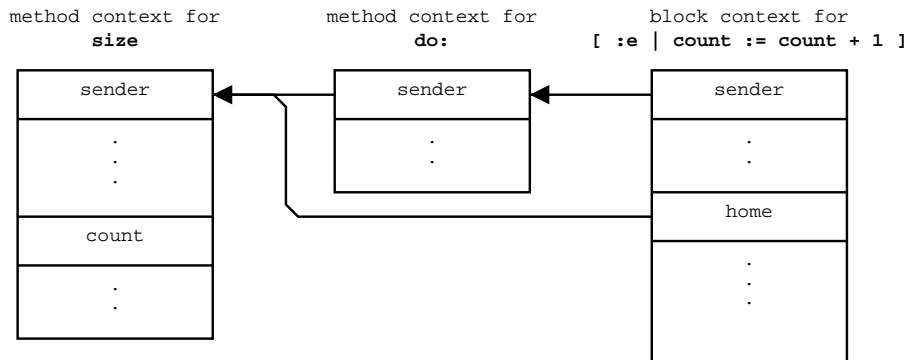 method context for
size
method context for
do:
block context for
[ :e | count := count + 1 ]
sender
.
.
.
count
.
.
sender
.
.
sender
.
.
home
.
.
.